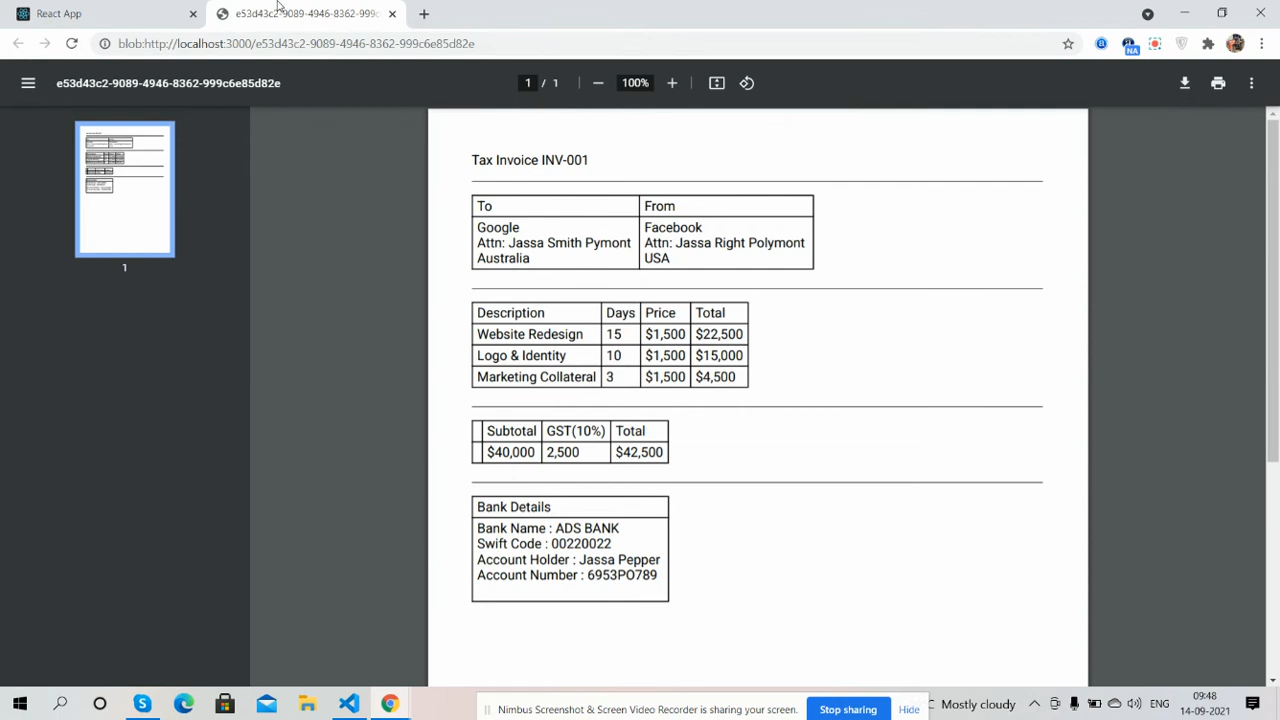 React App
e53d43c2-9089-4946-8362-999c
blob:http://localhost:3000/e53d43c2-9089-4946-8362-999c6e85d82e
NA
e53d43c2-9089-4946-8362-999c6e85d82e
1 / 1
100%
1
Tax Invoice INV-001
To From
Google Facebook
Attn: Jassa Smith Pymont Attn: Jassa Right Polymont
Australia USA
Description Days Price Total
Website Redesign 15 $1,500 $22,500
Logo & Identity 10 $1,500 $15,000
Marketing Collateral 3 $1,500 $4,500
Subtotal GST(10%) Total
$40,000 2,500 $42,500
Bank Details
Bank Name : ADS BANK
Swift Code : 00220022
Account Holder : Jassa Pepper
Account Number : 6953PO789
Nimbus Screenshot & Screen Video Recorder is sharing your screen.
Stop sharing
Hide
Mostly cloudy
ENG
09:48
14-09-2021